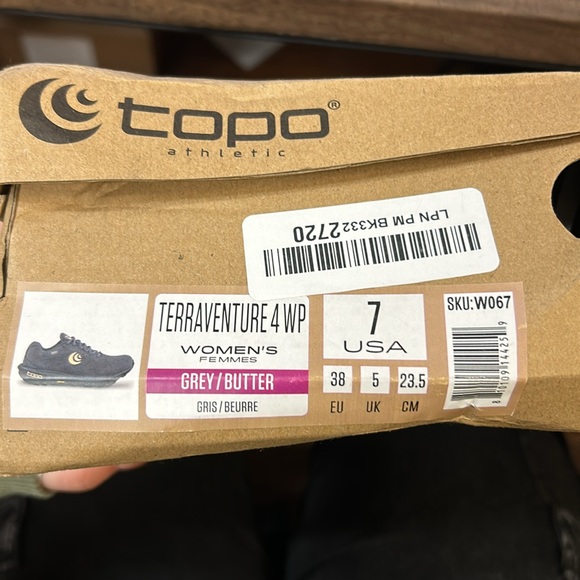 topo®
athletic
LPN PM BK3322720
TERRAVENTURE 4 WP
WOMEN'S
FEMMES
GREY / BUTTER
GRIS / BEURRE
7
USA
38 5 23.5
EU UK CM
SKU: W067